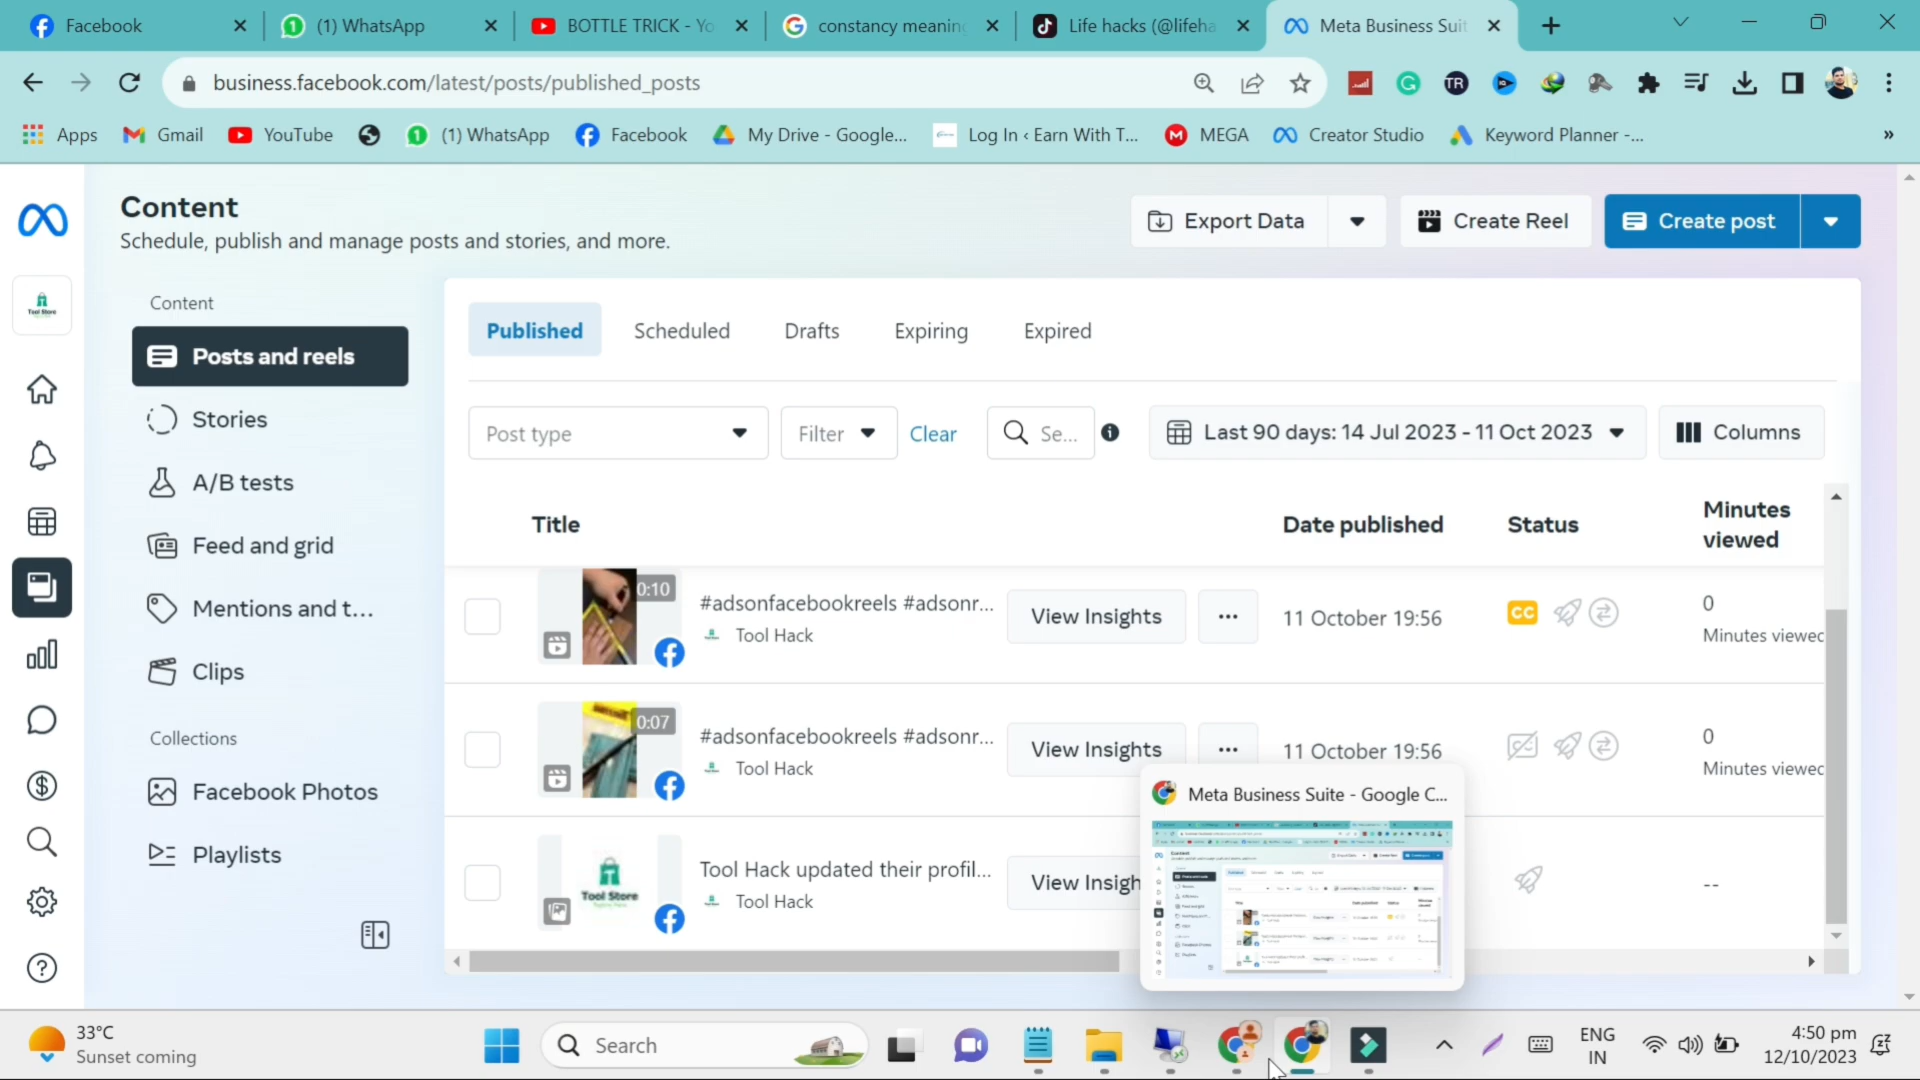 Facebook
(1) WhatsApp
BOTTLE TRICK - Yo
constancy meaning
Life hacks (@lifeha
Meta Business Suit
business.facebook.com/latest/posts/published_posts
Apps
Gmail
YouTube
(1) WhatsApp
Facebook
My Drive - Google...
Log In ‹ Earn With T...
MEGA
Creator Studio
Keyword Planner -...
»
Content
Schedule, publish and manage posts and stories, and more.
Export Data
Create Reel
Create post
Tool Store
Content
Posts and reels
Stories
A/B tests
Feed and grid
Mentions and t...
Clips
Collections
Facebook Photos
Playlists
Published
Scheduled
Drafts
Expiring
Expired
Post type
Filter
Clear
Se...
Last 90 days: 14 Jul 2023 - 11 Oct 2023
Columns
Title
Date published
Status
Minutes
viewed
0:10
#adsonfacebookreels #adsonr...
Tool Hack
View Insights
...
11 October 19:56
CC
0
Minutes viewed
0:07
#adsonfacebookreels #adsonr...
Tool Hack
View Insights
...
11 October 19:56
0
Minutes viewed
Tool Store
Tool Hack updated their profil...
Tool Hack
View Insigh
--
Meta Business Suite - Google C...
33°C
Sunset coming
Search
ENG
IN
4:50 pm
12/10/2023